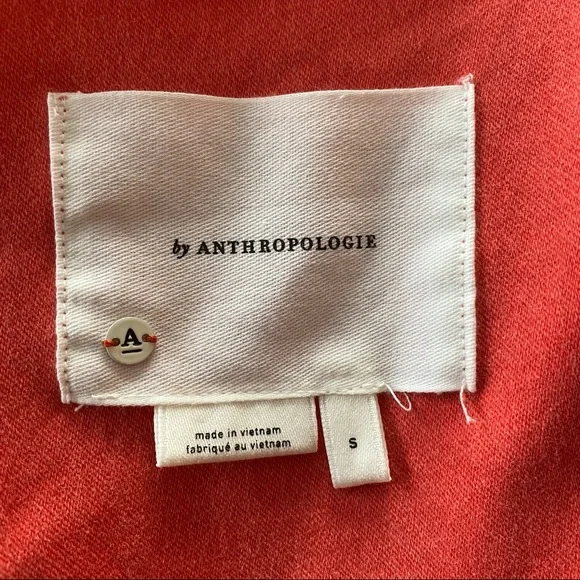 by ANTHROPOLOGIE
A
made in vietnam
fabriqué au vietnam
S